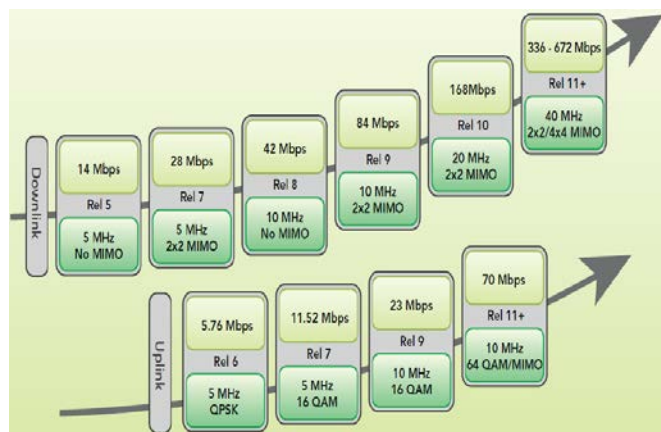 Downlink
14 Mbps
Rel 5
5 MHz
No MIMO
28 Mbps
Rel 7
5 MHz
2x2 MIMO
42 Mbps
Rel 8
10 MHz
No MIMO
84 Mbps
Rel 9
10 MHz
2x2 MIMO
168Mbps
Rel 10
20 MHz
2x2 MIMO
336 - 672 Mbps
Rel 11+
40 MHz
2x2/4x4 MIMO
Uplink
5.76 Mbps
Rel 6
5 MHz
QPSK
11.52 Mbps
Rel 7
5 MHz
16 QAM
23 Mbps
Rel 9
10 MHz
16 QAM
70 Mbps
Rel 11+
10 MHz
64 QAM/MIMO